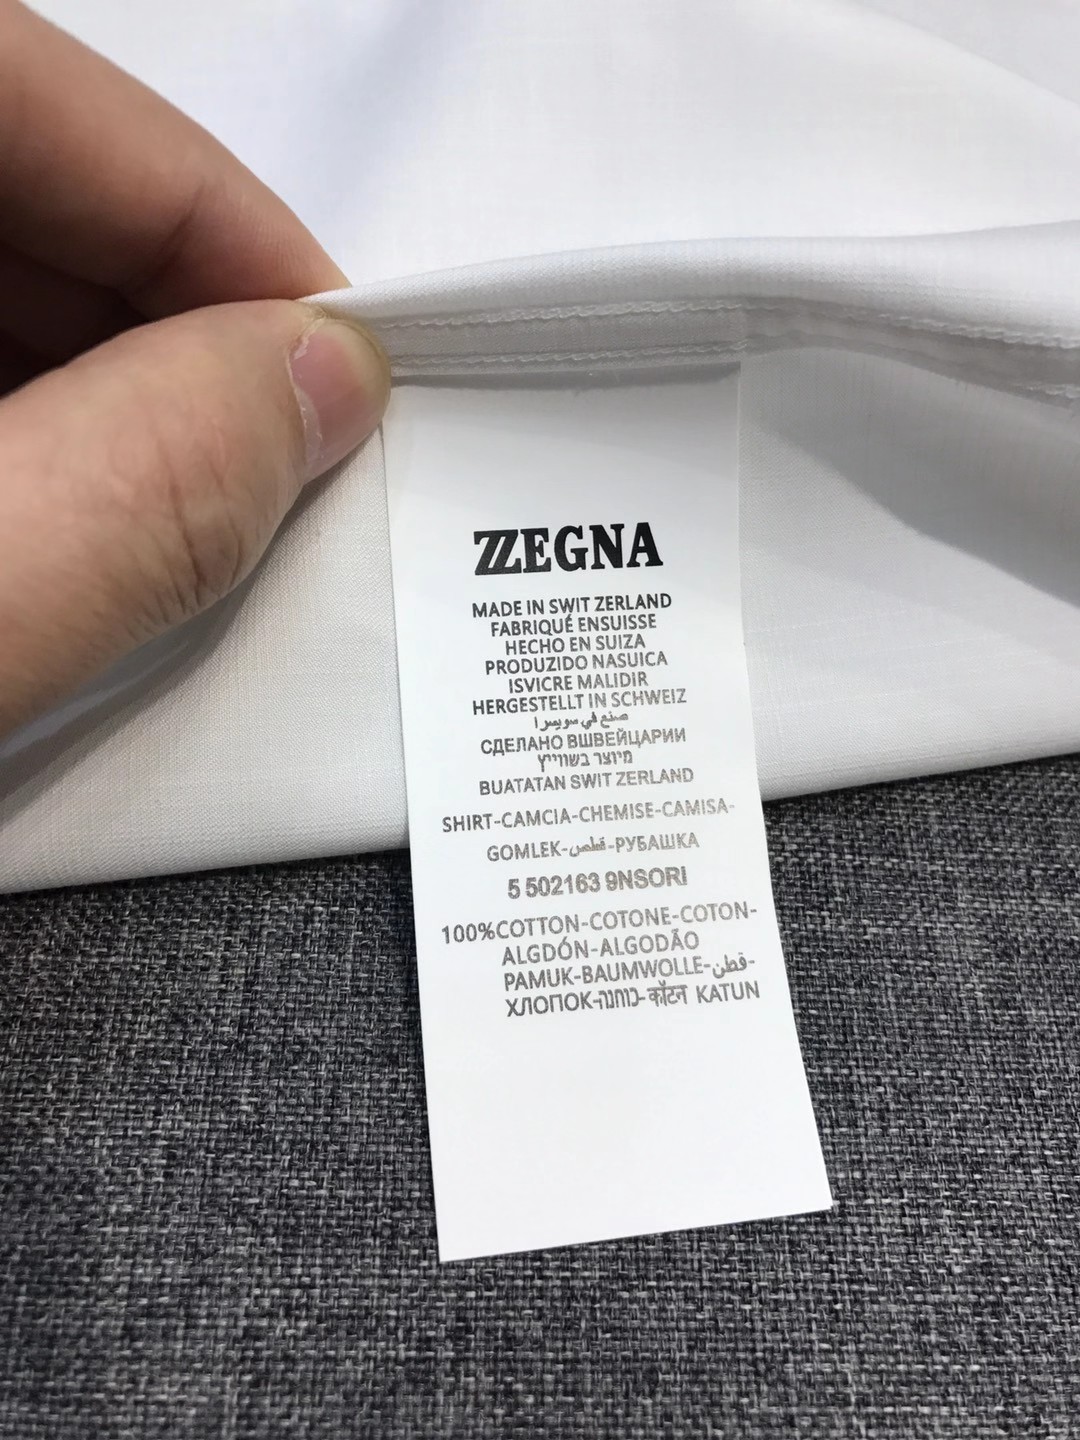 ZZEGNA
MADE IN SWIT ZERLAND
FABRIQUÉ ENSUISSE
HECHO EN SUIZA
PRODUZIDO NASUICA
ISVICRE MALIDIR
HERGESTELLT IN SCHWEIZ
صنع في سويسرا
СДЕЛАНО ВШВЕЙЦАРИИ
מיוצר בשווייץ
BUATATAN SWIT ZERLAND
SHIRT-CAMCIA-CHEMISE-CAMISA-
GOMLEK-قطص-РУБАШКА
5 502163 9NSORI
100%COTTON-COTONE-COTON-
ALGDÓN-ALGODÃO
PAMUK-BAUMWOLLE-قطن-
ХЛОПОК-כותנה-कॉटन KATUN